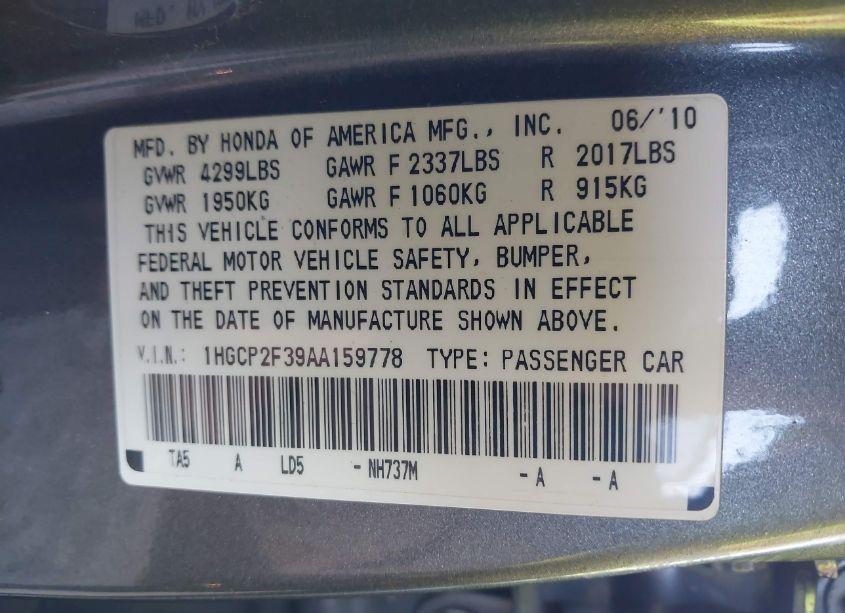 MFD. BY HONDA OF AMERICA MFG., INC. 06/'10
GVWR 4299LBS GAWR F 2337LBS R 2017LBS
GVWR 1950KG GAWR F 1060KG R 915KG
THIS VEHICLE CONFORMS TO ALL APPLICABLE
FEDERAL MOTOR VEHICLE SAFETY, BUMPER,
AND THEFT PREVENTION STANDARDS IN EFFECT
ON THE DATE OF MANUFACTURE SHOWN ABOVE.
V.I.N.: 1HGCP2F39AA159778 TYPE: PASSENGER CAR
TA5 A LD5 - NH737M - A - A